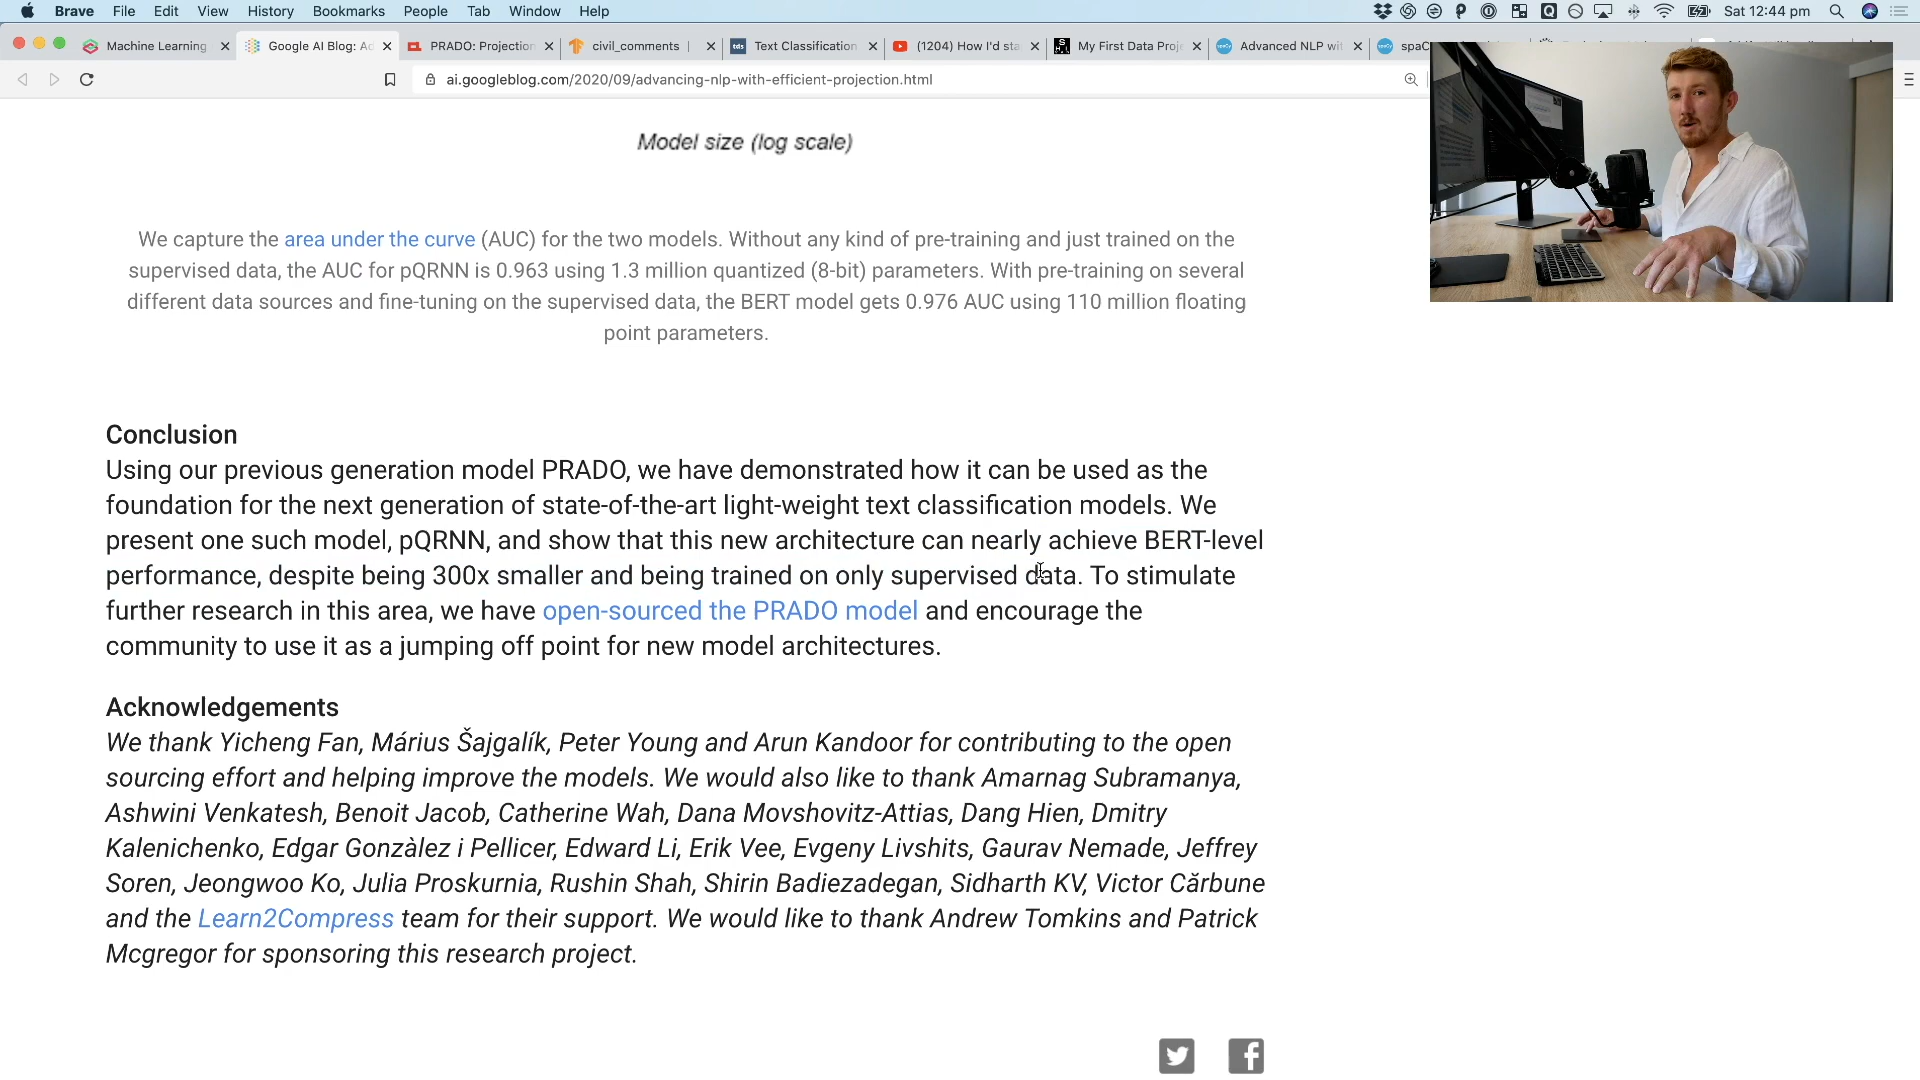 Brave File Edit View History Bookmarks People Tab Window Help Sat 12:44 pm
Machine Learning Google AI Blog: Ad PRADO: Projection civil_comments Text Classification (1204) How I'd sta My First Data Proje Advanced NLP wit spaC
ai.googleblog.com/2020/09/advancing-nlp-with-efficient-projection.html
Model size (log scale)
We capture the area under the curve (AUC) for the two models. Without any kind of pre-training and just trained on the
supervised data, the AUC for pQRNN is 0.963 using 1.3 million quantized (8-bit) parameters. With pre-training on several
different data sources and fine-tuning on the supervised data, the BERT model gets 0.976 AUC using 110 million floating
point parameters.
Conclusion
Using our previous generation model PRADO, we have demonstrated how it can be used as the
foundation for the next generation of state-of-the-art light-weight text classification models. We
present one such model, pQRNN, and show that this new architecture can nearly achieve BERT-level
performance, despite being 300x smaller and being trained on only supervised data. To stimulate
further research in this area, we have open-sourced the PRADO model and encourage the
community to use it as a jumping off point for new model architectures.
Acknowledgements
We thank Yicheng Fan, Márius Šajgalík, Peter Young and Arun Kandoor for contributing to the open
sourcing effort and helping improve the models. We would also like to thank Amarnag Subramanya,
Ashwini Venkatesh, Benoit Jacob, Catherine Wah, Dana Movshovitz-Attias, Dang Hien, Dmitry
Kalenichenko, Edgar Gonzàlez i Pellicer, Edward Li, Erik Vee, Evgeny Livshits, Gaurav Nemade, Jeffrey
Soren, Jeongwoo Ko, Julia Proskurnia, Rushin Shah, Shirin Badiezadegan, Sidharth KV, Victor Cărbune
and the Learn2Compress team for their support. We would like to thank Andrew Tomkins and Patrick
Mcgregor for sponsoring this research project.